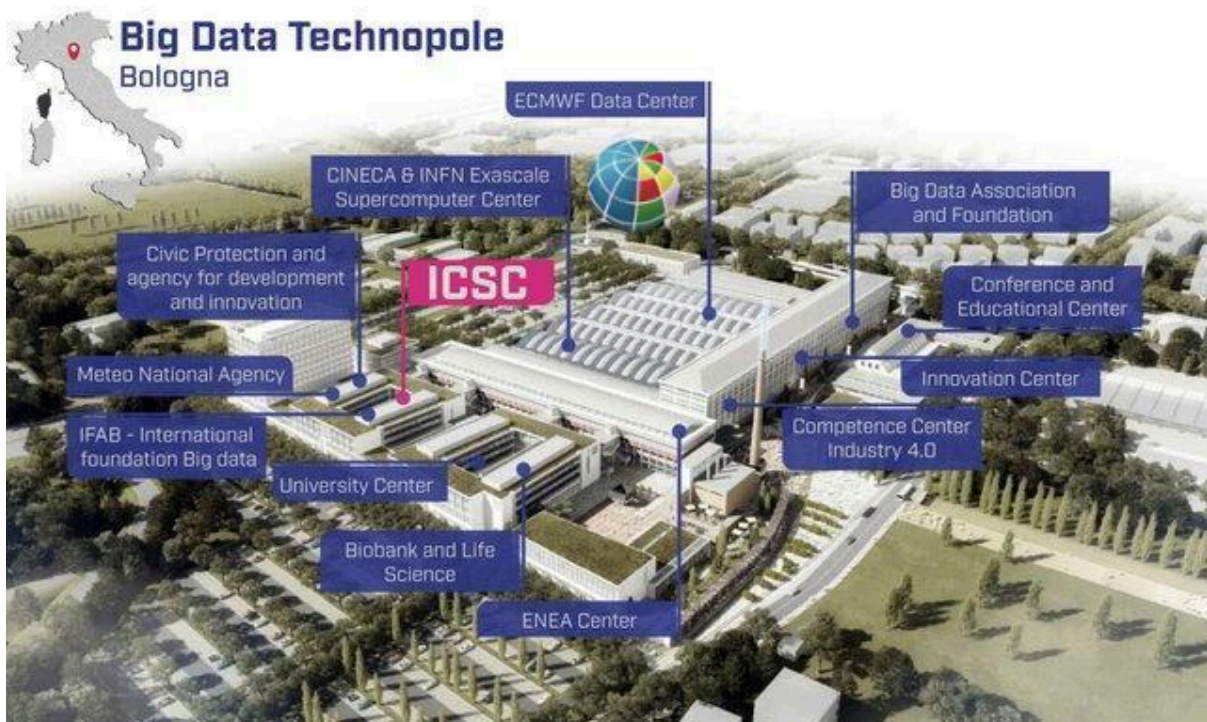 Big Data Technopole
Bologna
ECMWF Data Center
CINECA & INFN Exascale
Supercomputer Center
Big Data Association
and Foundation
Civic Protection and
agency for development
and innovation
ICSC
Conference and
Educational Center
Meteo National Agency
Innovation Center
IFAB - International
foundation Big data
Competence Center
Industry 4.0
University Center
Biobank and Life
Science
ENEA Center